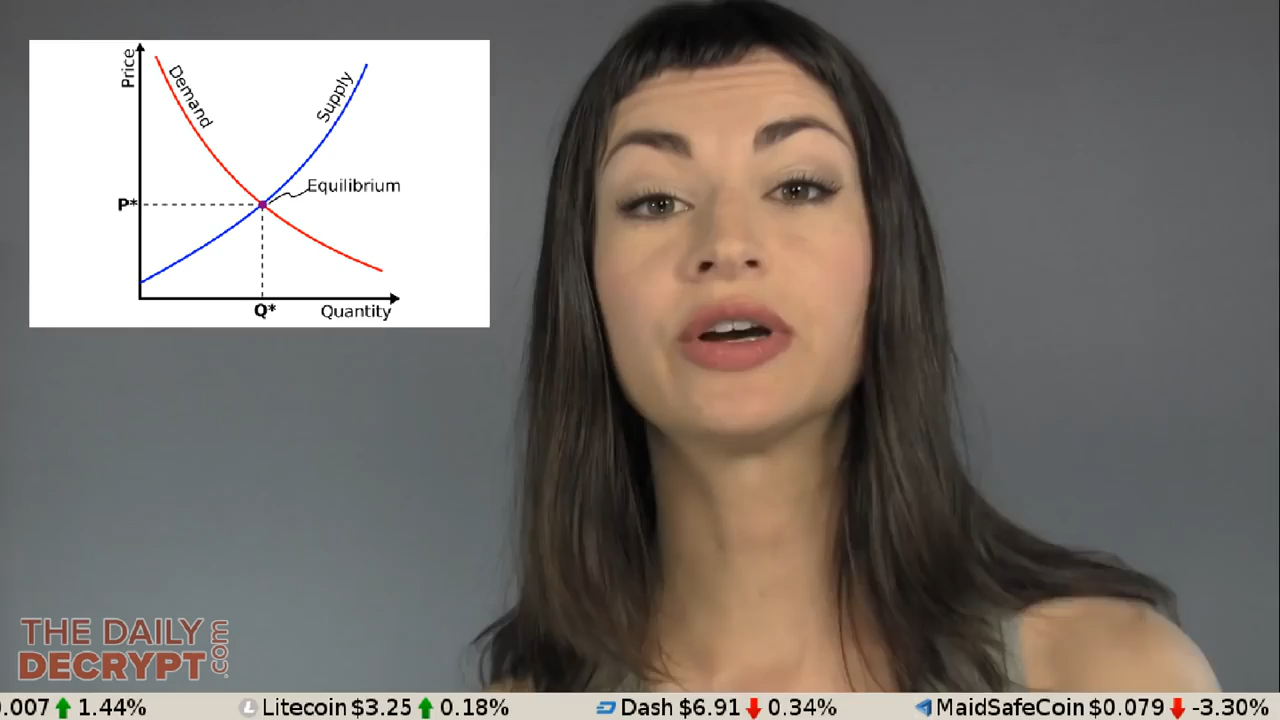 Price
Demand
Supply
Equilibrium
P*
Q*
Quantity
THE DAILY
DECRYPT
.com
0.007 1.44%
Litecoin $3.25 0.18%
Dash $6.91 0.34%
MaidSafeCoin $0.079 -3.30%